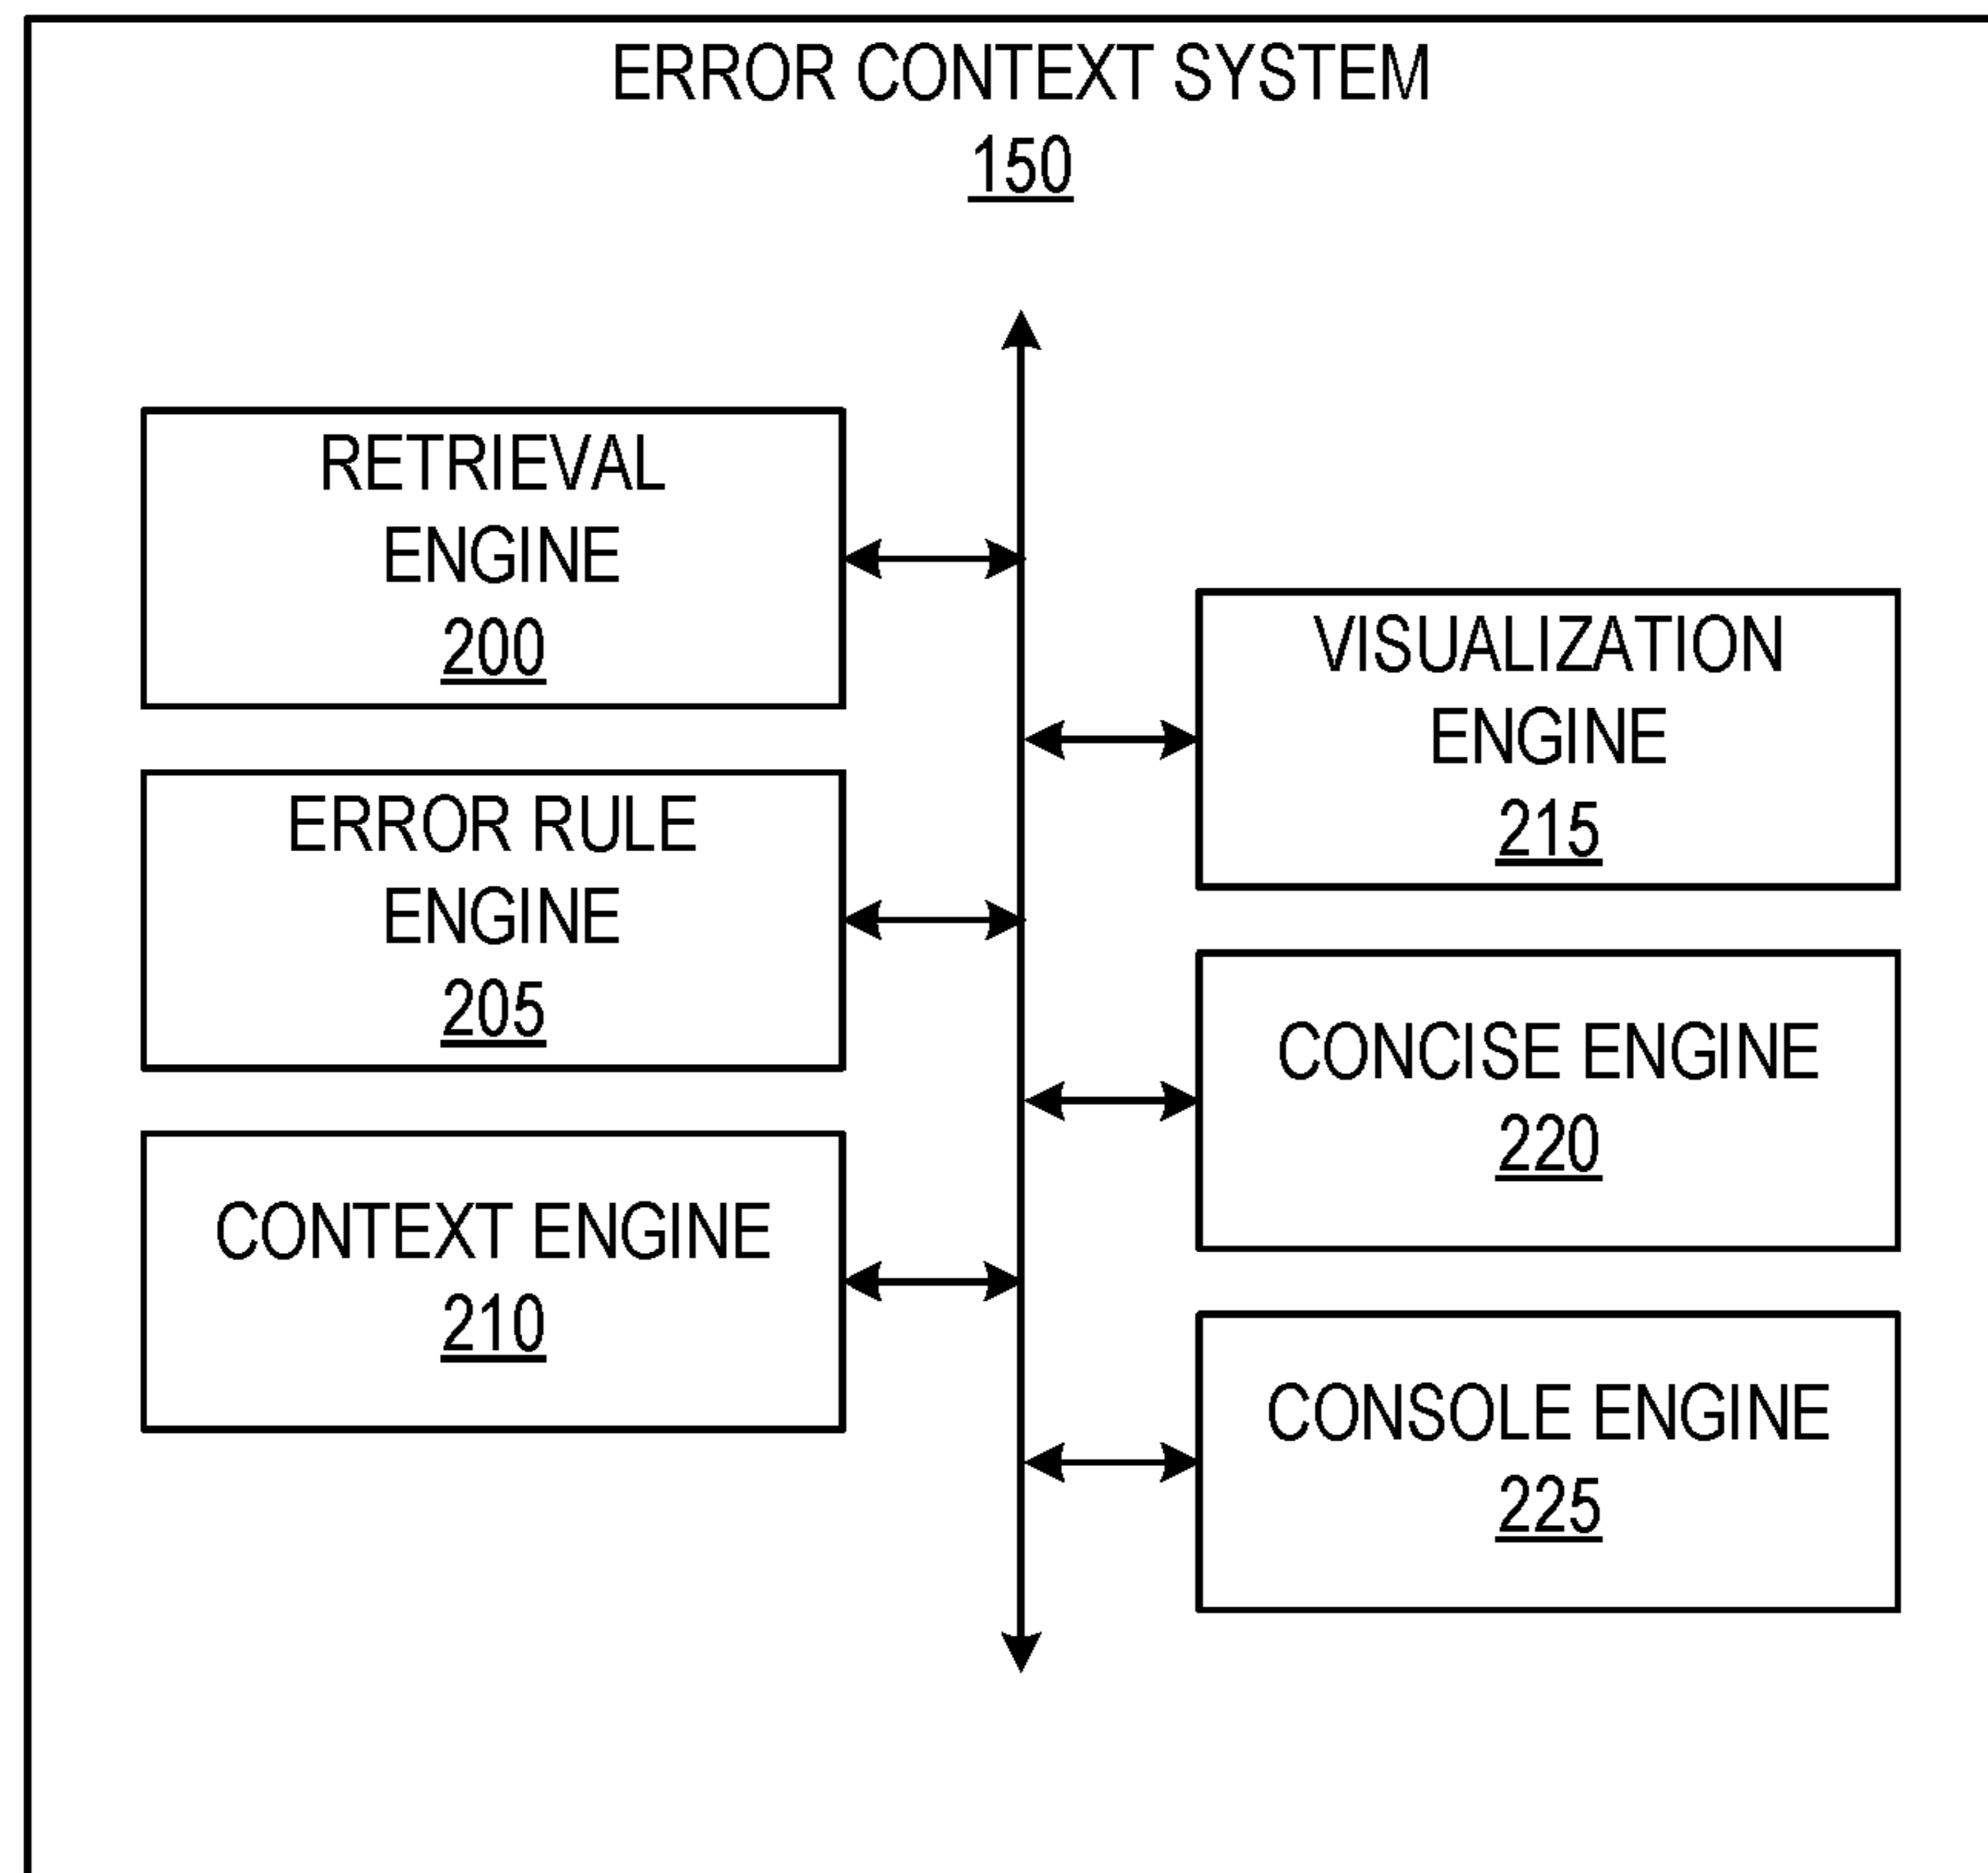 ERROR CONTEXT SYSTEM
150
RETRIEVAL
ENGINE
200
ERROR RULE
ENGINE
205
CONTEXT ENGINE
210
VISUALIZATION
ENGINE
215
CONCISE ENGINE
220
CONSOLE ENGINE
225